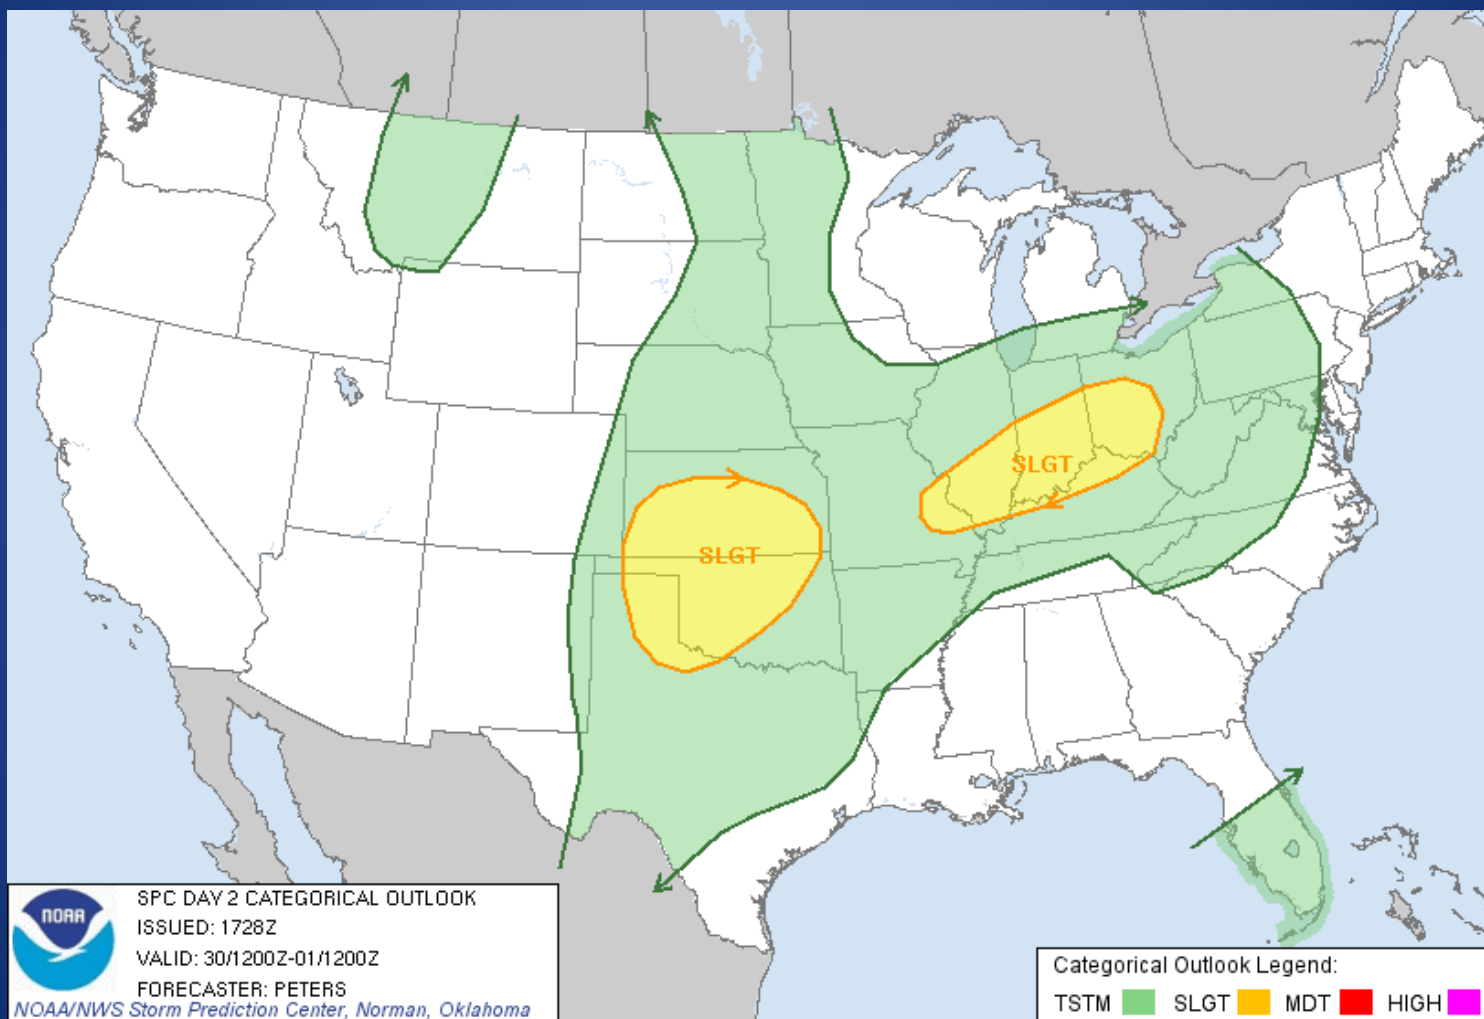 SLGT
SLGT
NOAA
SPC DAY 2 CATEGORICAL OUTLOOK
ISSUED: 1728Z
VALID: 30/1200Z-01/1200Z
FORECASTER: PETERS
NOAA/NWS Storm Prediction Center, Norman, Oklahoma
Categorical Outlook Legend:
TSTM SLGT MDT HIGH